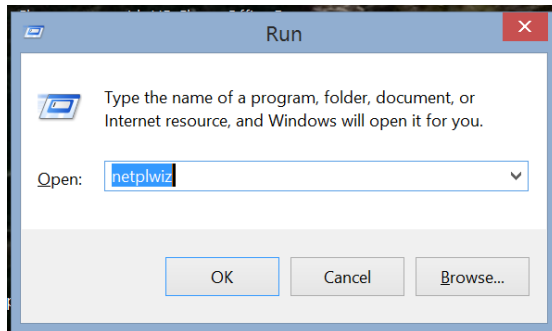 Run
Type the name of a program, folder, document, or
Internet resource, and Windows will open it for you.
Open: netplwiz
OK Cancel Browse...